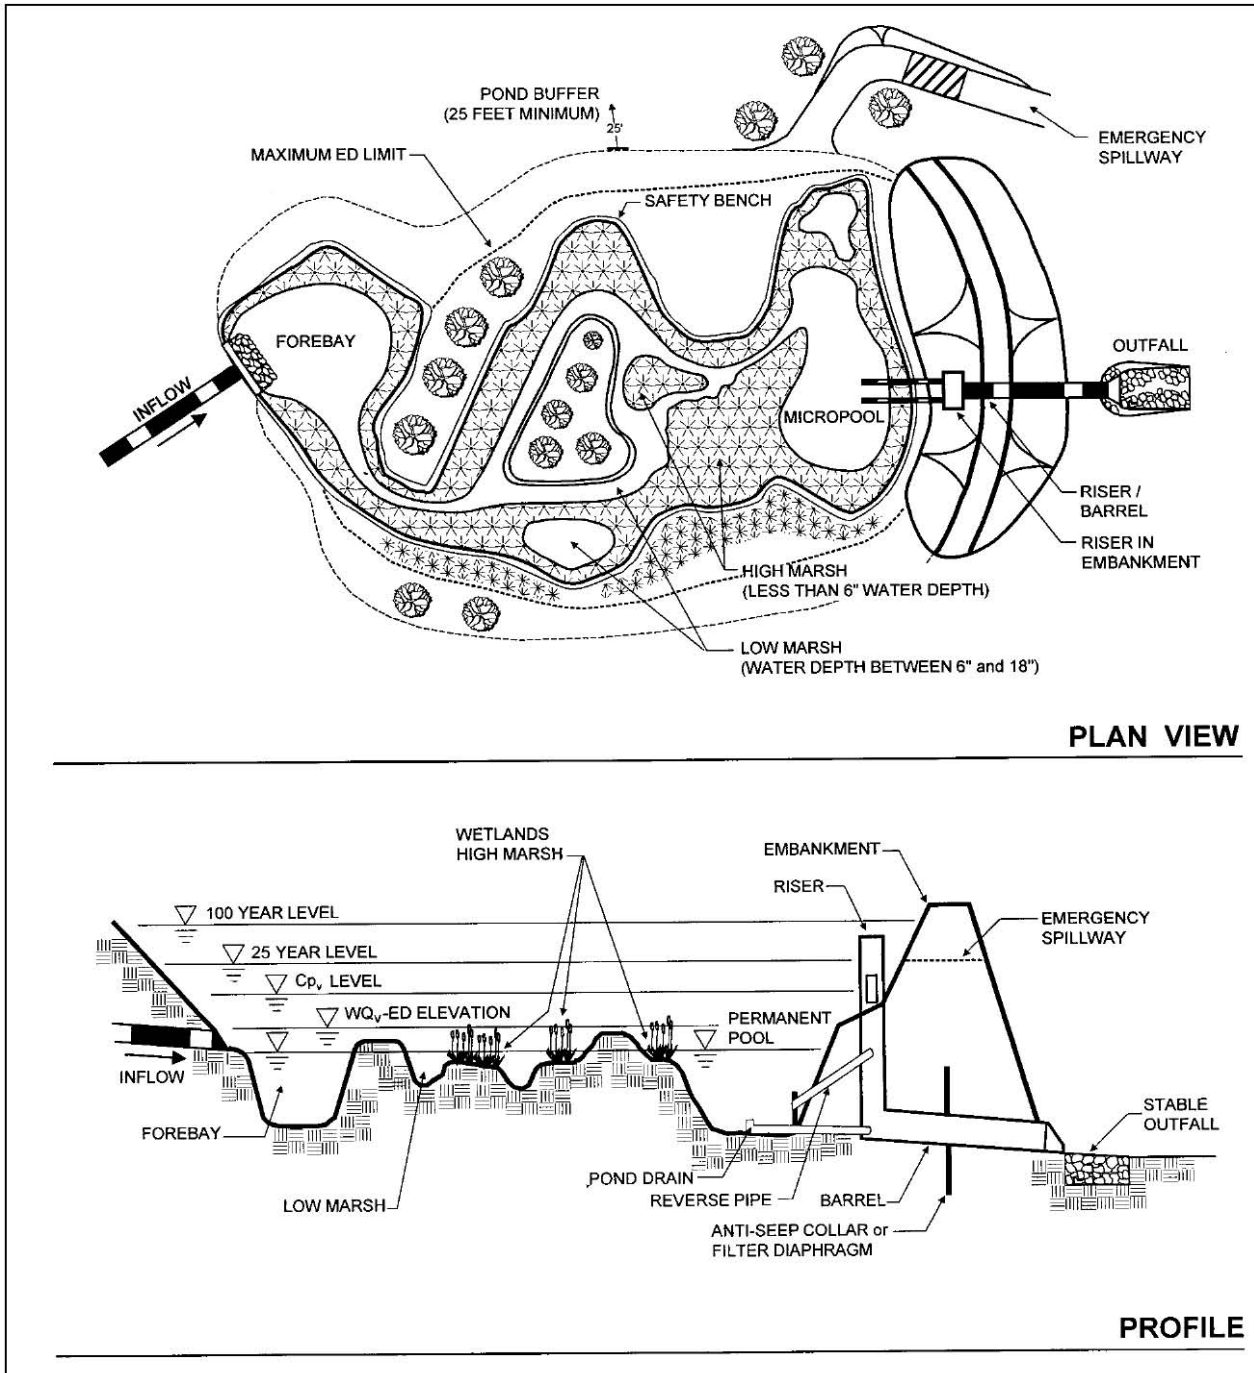 POND BUFFER
(25 FEET MINIMUM)
25'
MAXIMUM ED LIMIT
EMERGENCY
SPILLWAY
SAFETY BENCH
FOREBAY
INFLOW
OUTFALL
MICROPOOL
RISER /
BARREL
RISER IN
EMBANKMENT
HIGH MARSH
(LESS THAN 6" WATER DEPTH)
LOW MARSH
(WATER DEPTH BETWEEN 6" and 18")
PLAN VIEW
WETLANDS
HIGH MARSH
EMBANKMENT
RISER
100 YEAR LEVEL
EMERGENCY
SPILLWAY
25 YEAR LEVEL
Cpv LEVEL
WQv-ED ELEVATION
PERMANENT
POOL
INFLOW
FOREBAY
STABLE
OUTFALL
LOW MARSH
POND DRAIN
REVERSE PIPE
BARREL
ANTI-SEEP COLLAR or
FILTER DIAPHRAGM
PROFILE